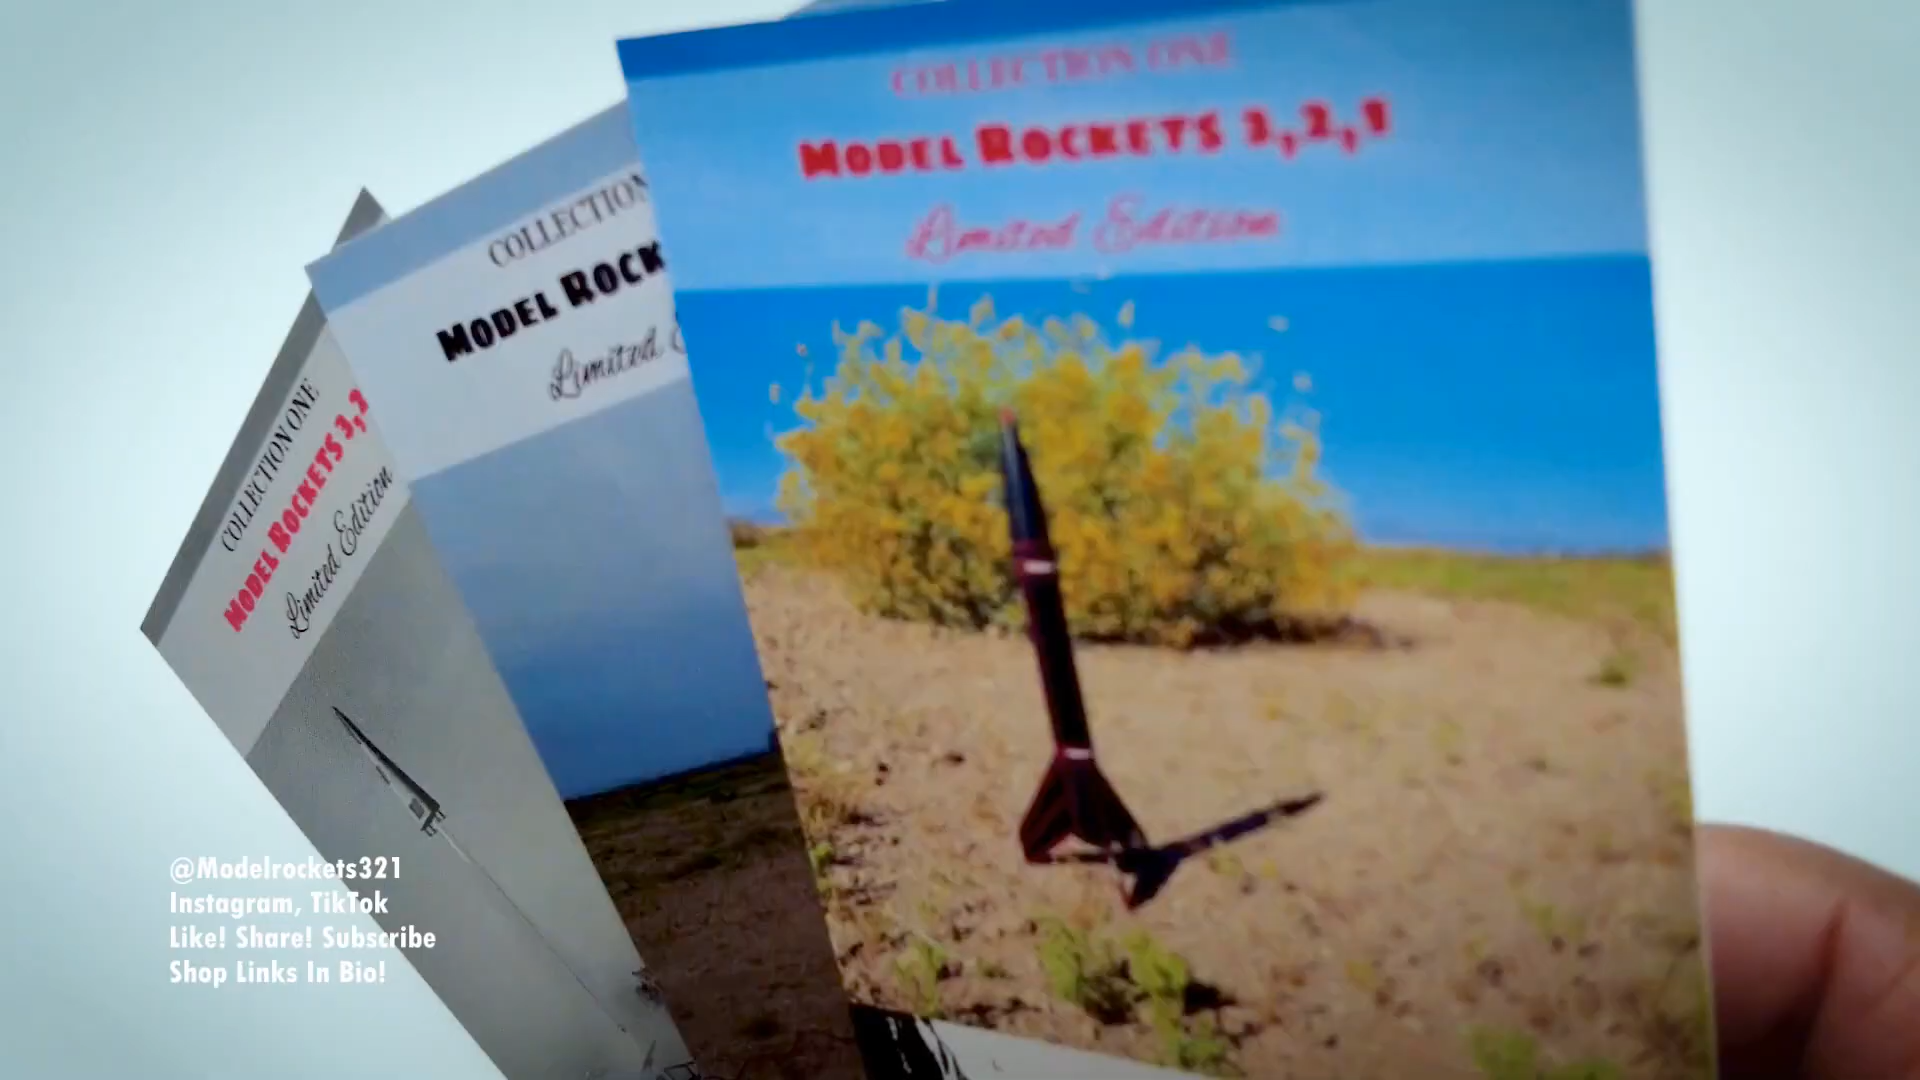 COLLECTION ONE
MODEL ROCKETS 3,2
Limited Edition
COLLECTION
MODEL ROCK
Limited E
COLLECTION ONE
MODEL ROCKETS 3,2,1
Limited Edition
@Modelrockets321
Instagram, TikTok
Like! Share! Subscribe
Shop Links In Bio!